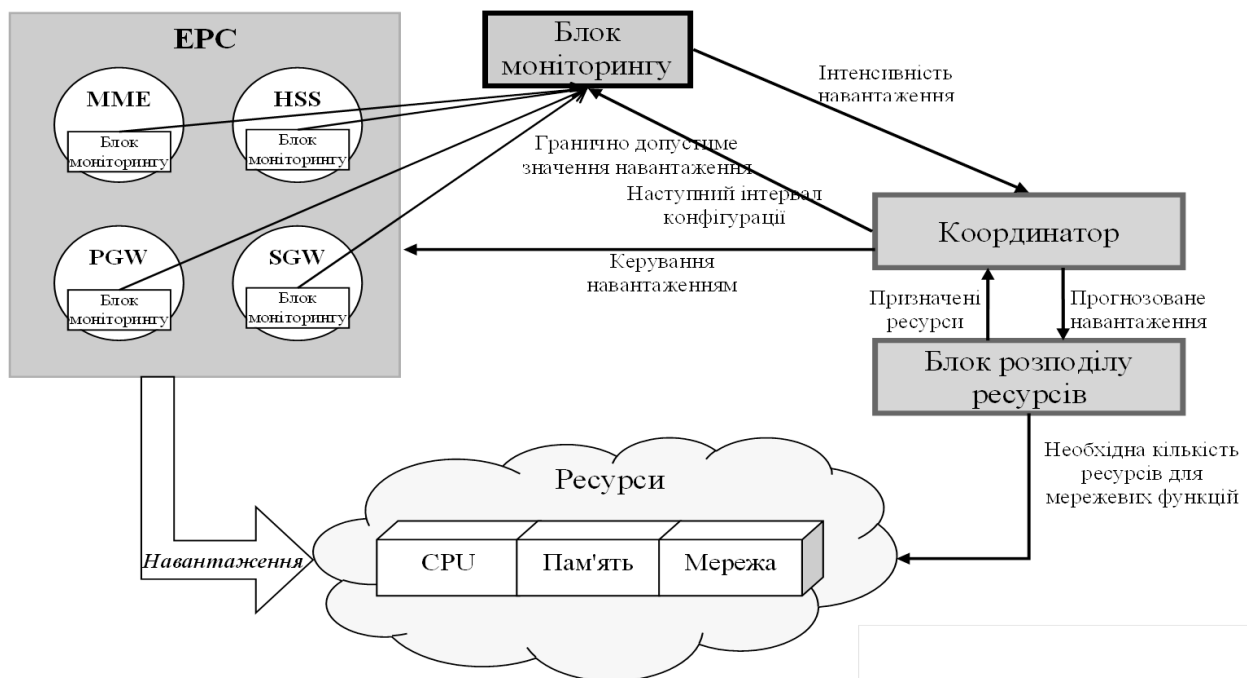 EPC
MME
Блок
моніторингу
HSS
Блок
моніторингу
PGW
Блок
моніторингу
SGW
Блок
моніторингу
Блок
моніторингу
Інтенсивність
навантаження
Гранично допустиме
значення навантаження
Наступний інтервал
конфігурації
Координатор
Керування
навантаженням
Призначені
ресурси
Прогнозоване
навантаження
Блок розподілу
ресурсів
Необхідна кількість
ресурсів для
мережевих функцій
Навантаження
Ресурси
CPU
Пам'ять
Мережа